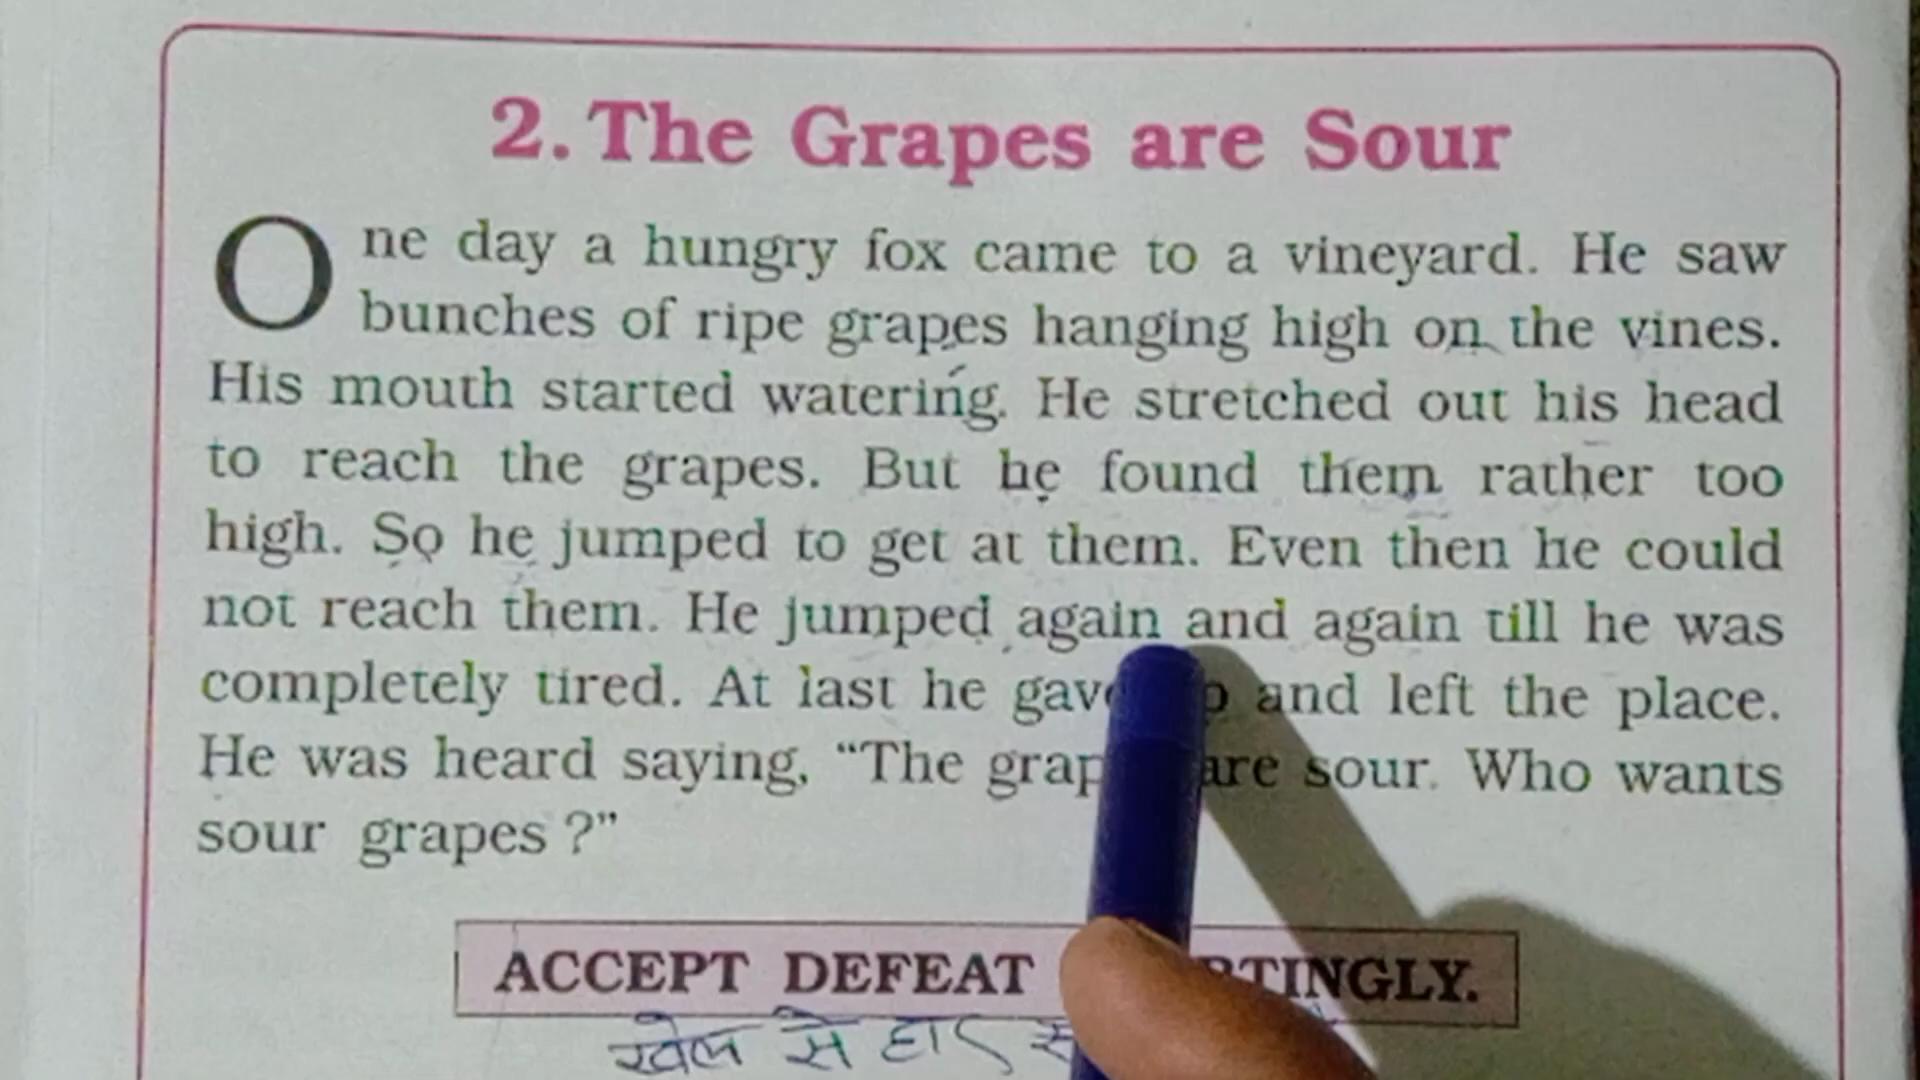 2. The Grapes are Sour
One day a hungry fox came to a vineyard. He saw
bunches of ripe grapes hanging high on the vines.
His mouth started watering. He stretched out his head
to reach the grapes. But he found them rather too
high. So he jumped to get at them. Even then he could
not reach them. He jumped again and again till he was
completely tired. At last he gave and left the place.
He was heard saying, “The grap are sour. Who wants
sour grapes ?”
ACCEPT DEFEAT RTINGLY.
खेल से हार